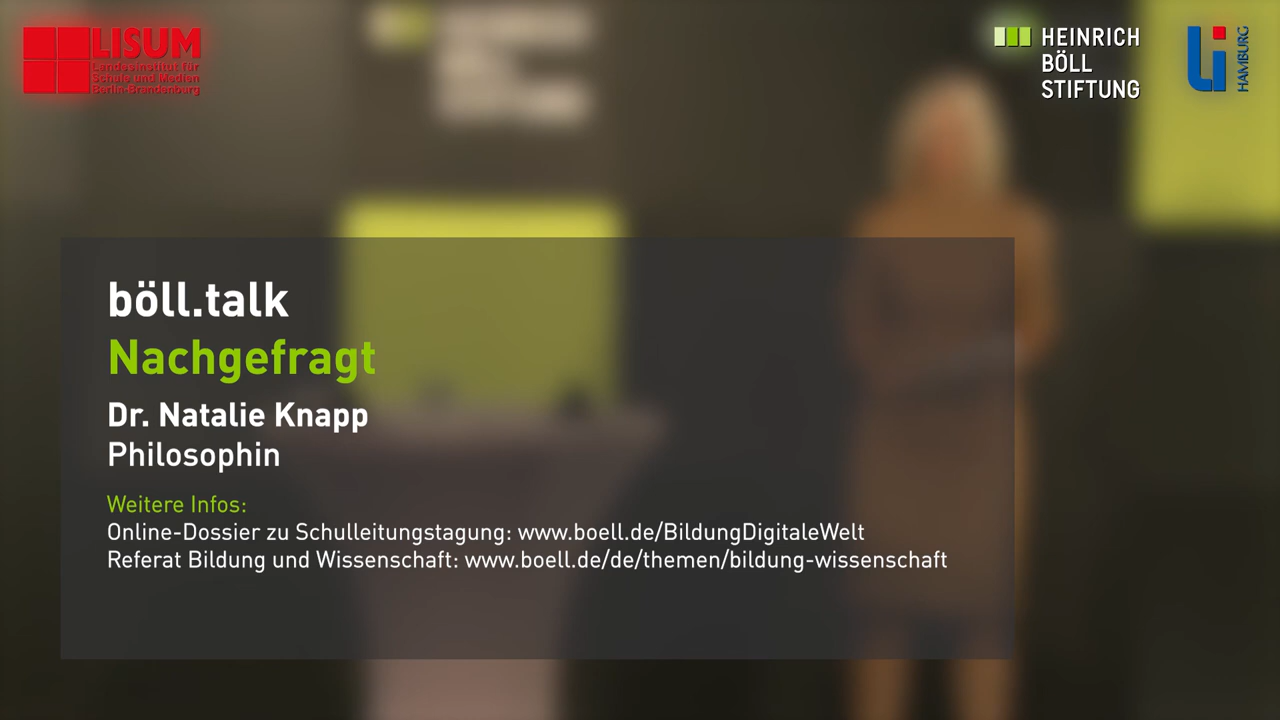 LISUM
Landesinstitut für
Schule und Medien
Berlin-Brandenburg
HEINRICH
BÖLL
STIFTUNG
Li
HAMBURG
böll.talk
Nachgefragt
Dr. Natalie Knapp
Philosophin
Weitere Infos:
Online-Dossier zu Schulleitungstagung: www.boell.de/BildungDigitaleWelt
Referat Bildung und Wissenschaft: www.boell.de/de/themen/bildung-wissenschaft